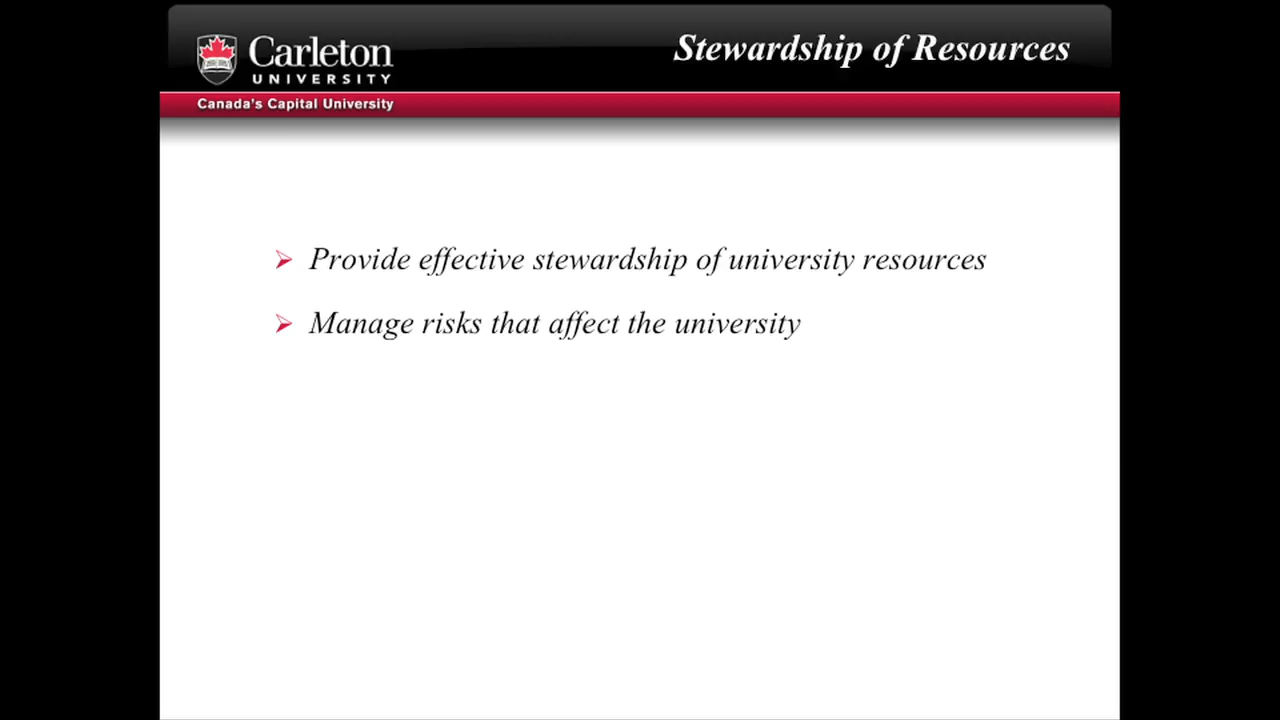 Carleton
UNIVERSITY
Stewardship of Resources
Canada's Capital University
Provide effective stewardship of university resources
Manage risks that affect the university